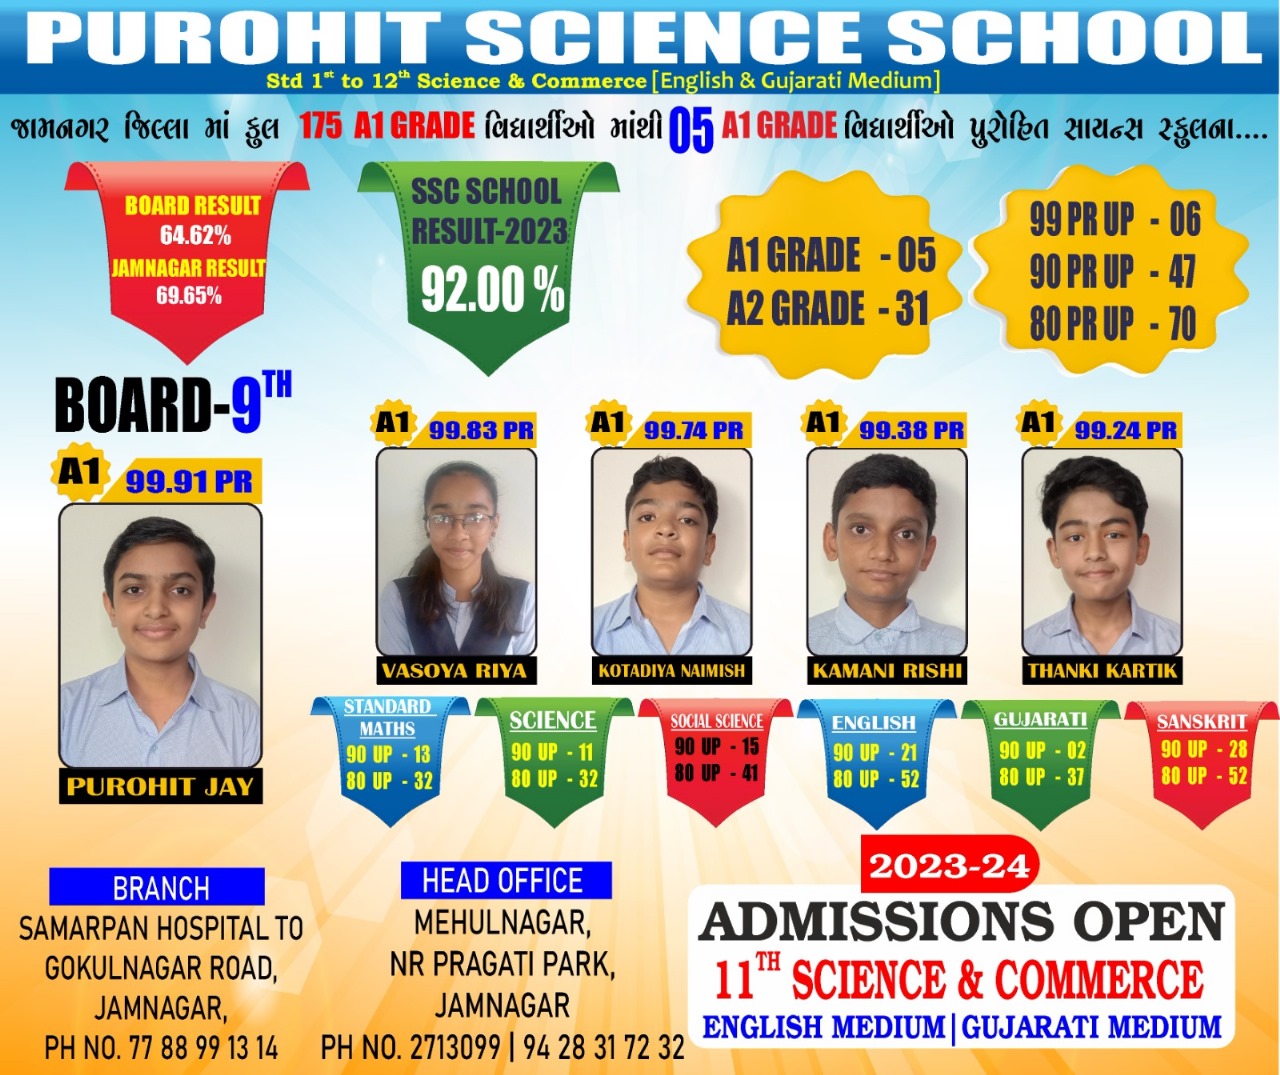 PUROHIT SCIENCE SCHOOL
Std 1st to 12th Science & Commerce [English & Gujarati Medium]
જામનગર જિલ્લા માં કુલ 175 A1 GRADE વિદ્યાર્થીઓ માંથી 05 A1 GRADE વિદ્યાર્થીઓ પુરોહિત સાયન્સ સ્કુલના....
BOARD RESULT
64.62%
JAMNAGAR RESULT
69.65%
SSC SCHOOL
RESULT-2023
92.00 %
A1 GRADE - 05
A2 GRADE - 31
99 PR UP - 06
90 PR UP - 47
80 PR UP - 70
BOARD-9TH
A1 99.91 PR
PUROHIT JAY
A1 99.83 PR
VASOYA RIYA
A1 99.74 PR
KOTADIYA NAIMISH
A1 99.38 PR
KAMANI RISHI
A1 99.24 PR
THANKI KARTIK
STANDARD
MATHS
90 UP - 13
80 UP - 32
SCIENCE
90 UP - 11
80 UP - 32
SOCIAL SCIENCE
90 UP - 15
80 UP - 41
ENGLISH
90 UP - 21
80 UP - 52
GUJARATI
90 UP - 02
80 UP - 37
SANSKRIT
90 UP - 28
80 UP - 52
BRANCH
SAMARPAN HOSPITAL TO
GOKULNAGAR ROAD,
JAMNAGAR,
PH NO. 77 88 99 13 14
HEAD OFFICE
MEHULNAGAR,
NR PRAGATI PARK,
JAMNAGAR
PH NO. 2713099 | 94 28 31 72 32
2023-24
ADMISSIONS OPEN
11TH SCIENCE & COMMERCE
ENGLISH MEDIUM | GUJARATI MEDIUM